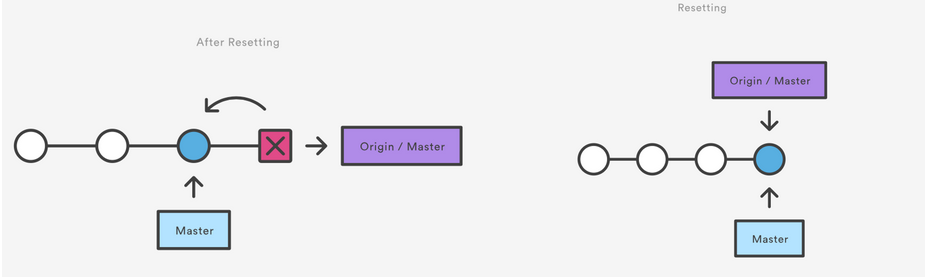 After Resetting
Origin / Master
Master
Resetting
Origin / Master
Master